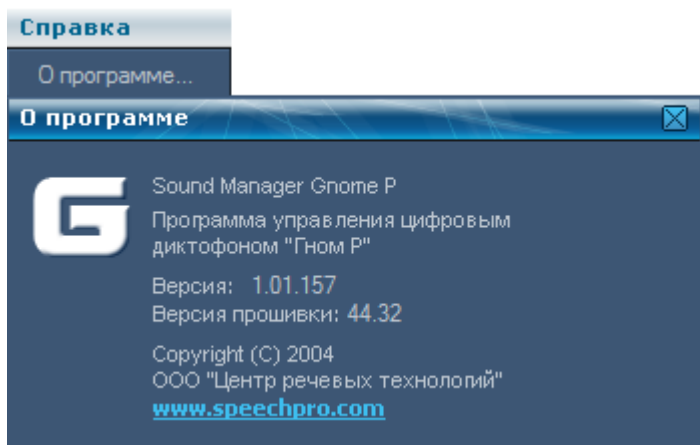 Справка
О программе...
О программе
Sound Manager Gnome P
Программа управления цифровым
диктофоном "Гном Р"
Версия: 1.01.157
Версия прошивки: 44.32
Copyright (C) 2004
ООО "Центр речевых технологий"
www.speechpro.com